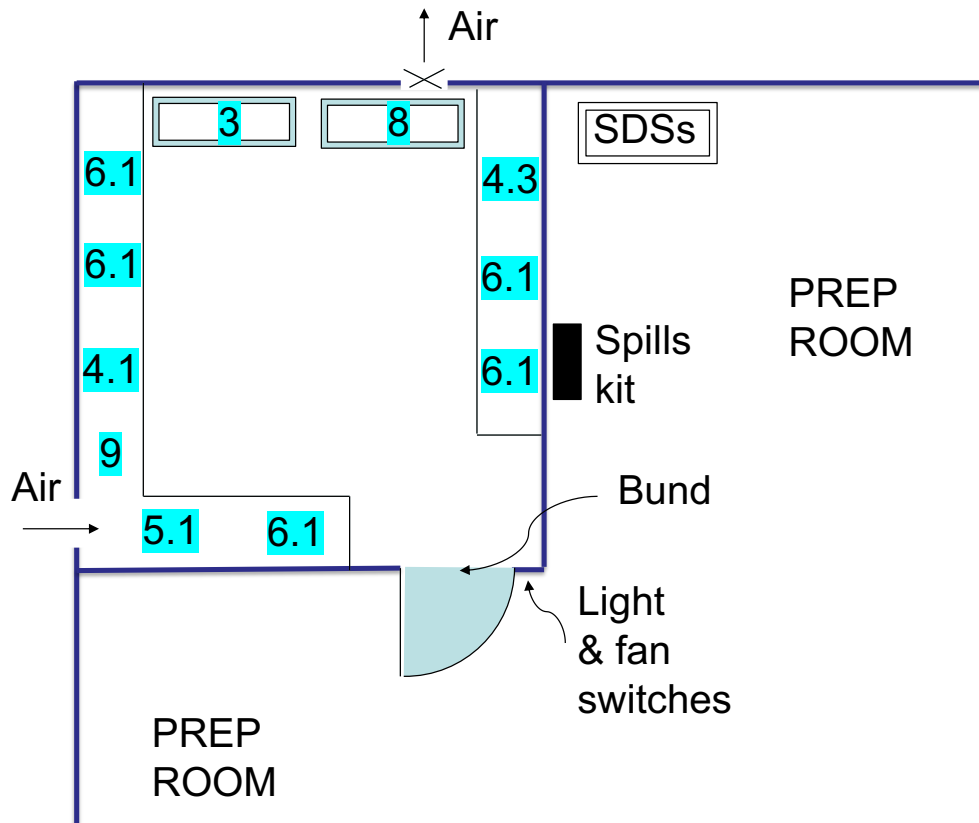 Air
3
8
SDSs
6.1
4.3
6.1
6.1
PREP
ROOM
4.1
6.1
Spills
kit
9
Air
Bund
5.1
6.1
Light
& fan
switches
PREP
ROOM